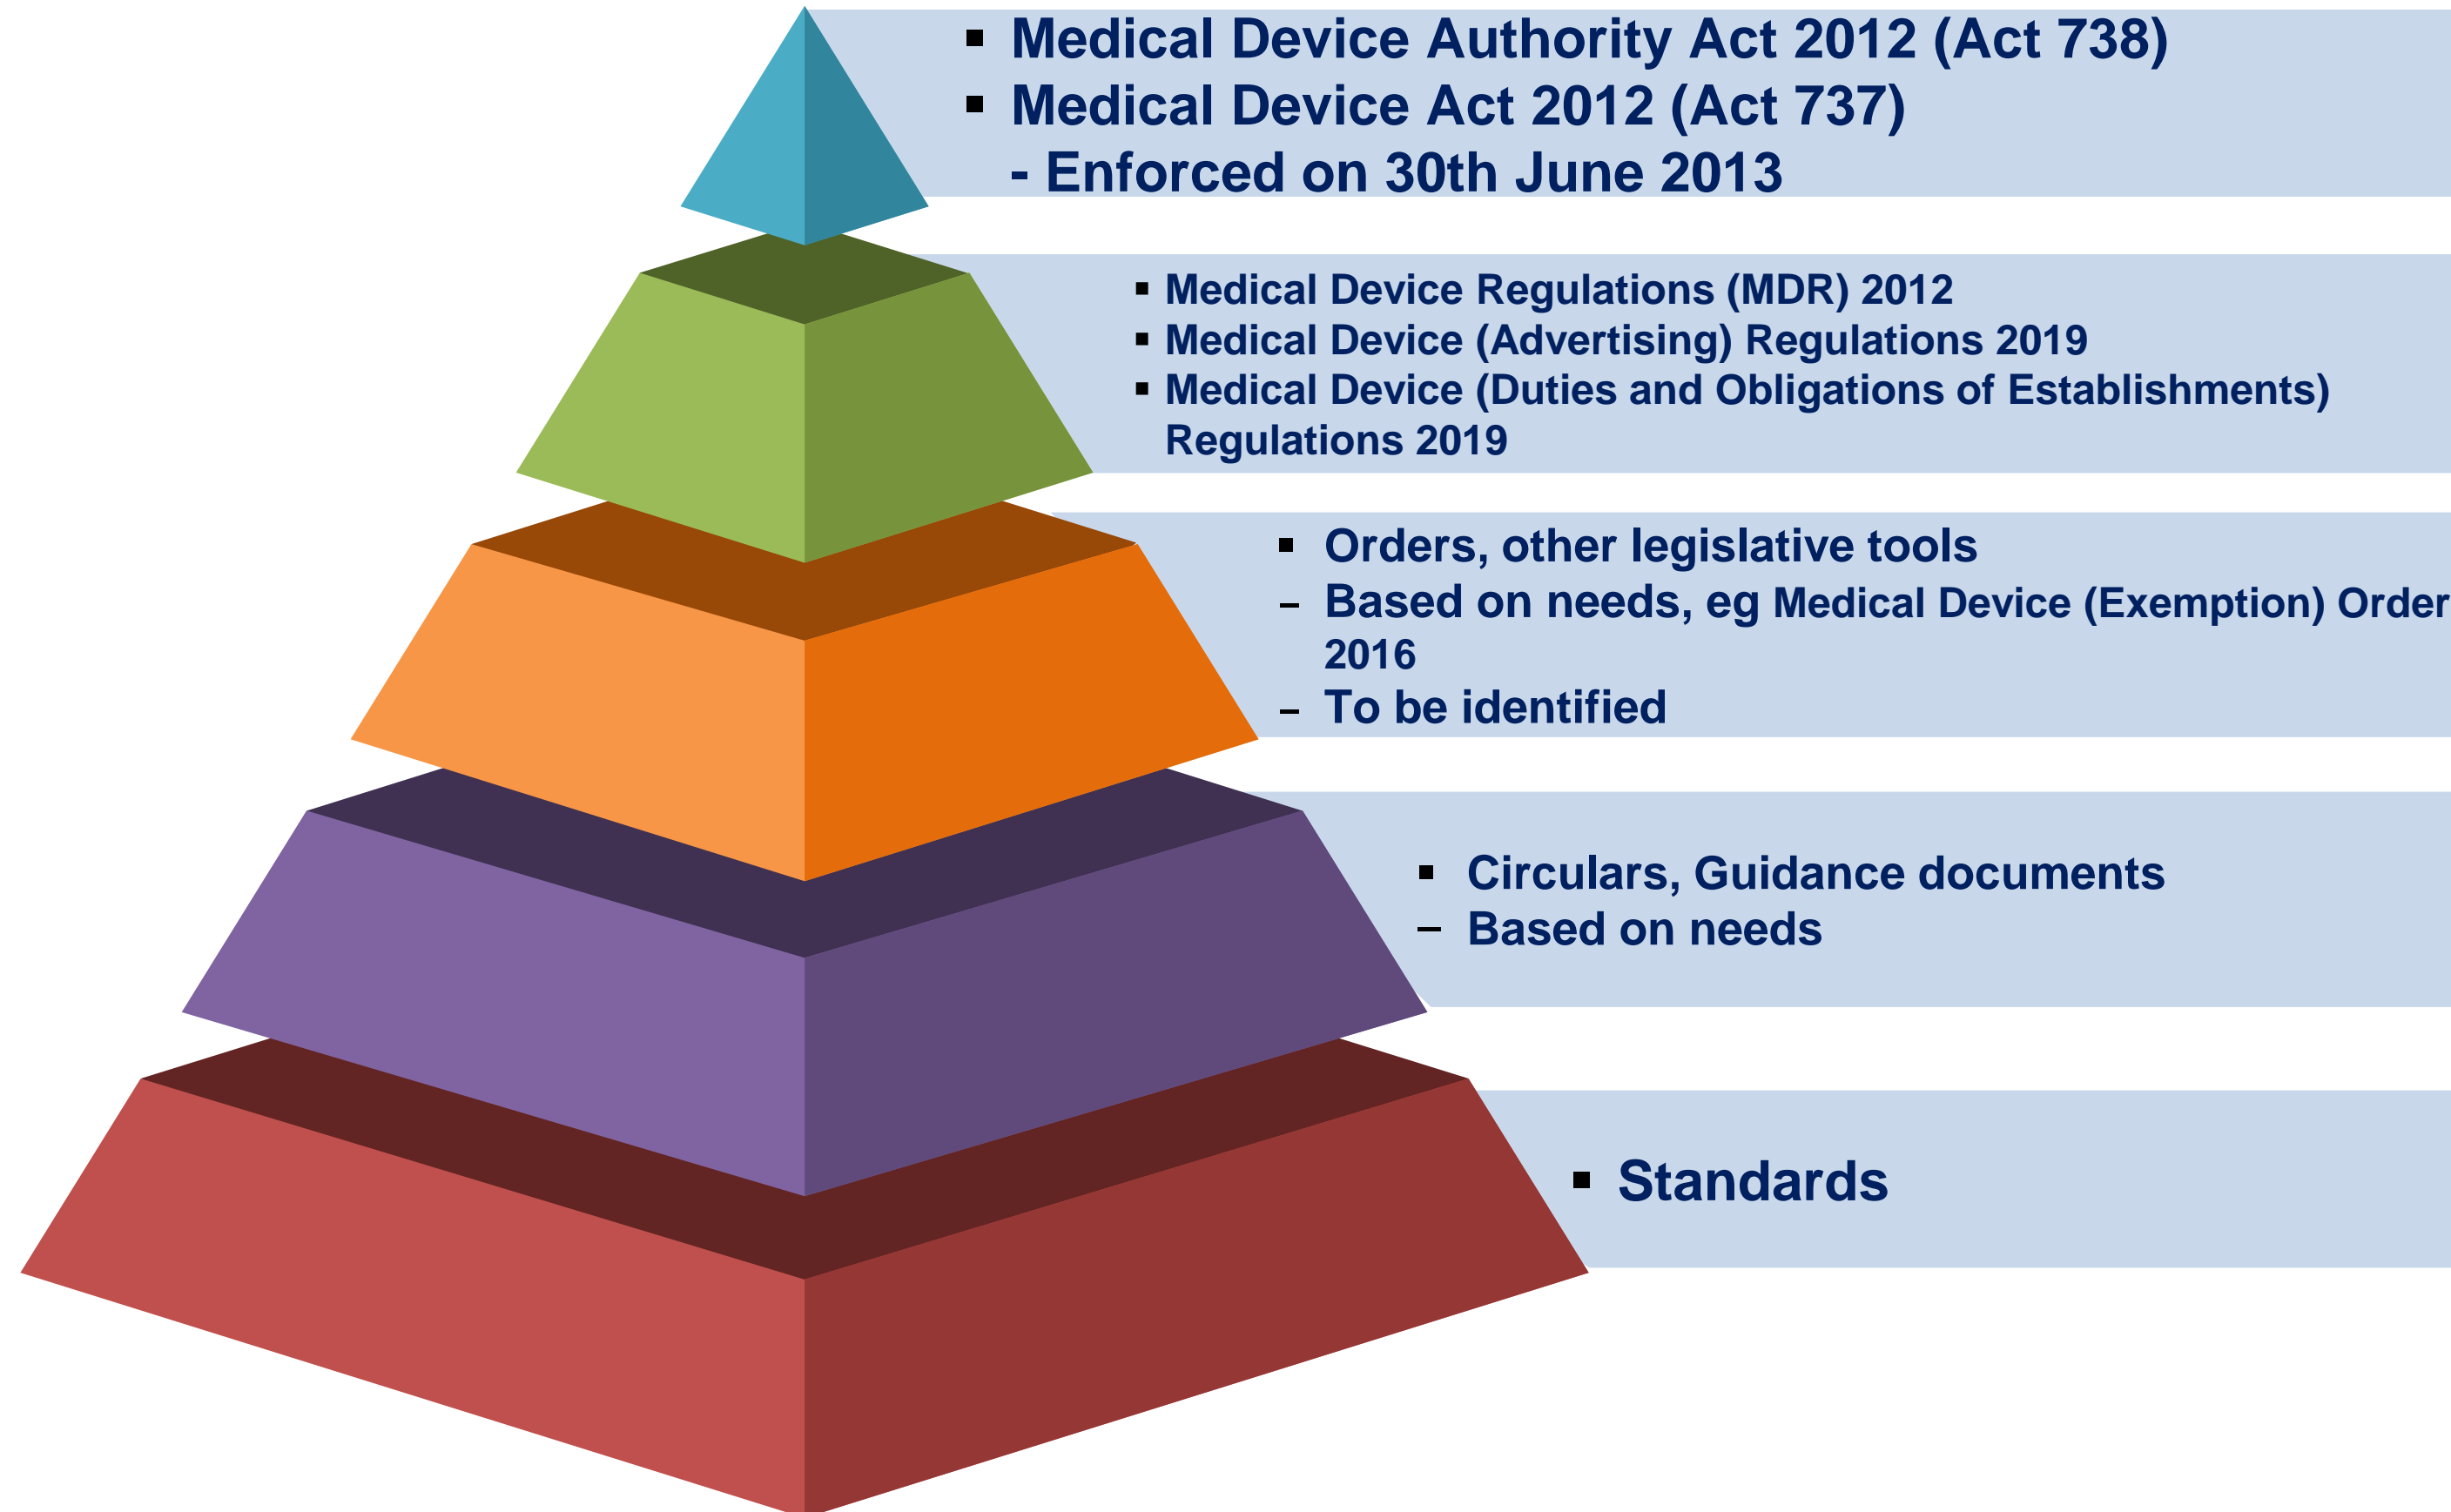 ▪ Medical Device Authority Act 2012 (Act 738)
▪ Medical Device Act 2012 (Act 737)
- Enforced on 30th June 2013
▪ Medical Device Regulations (MDR) 2012
▪ Medical Device (Advertising) Regulations 2019
▪ Medical Device (Duties and Obligations of Establishments)
Regulations 2019
▪ Orders, other legislative tools
– Based on needs, eg Medical Device (Exemption) Order
2016
– To be identified
▪ Circulars, Guidance documents
– Based on needs
▪ Standards